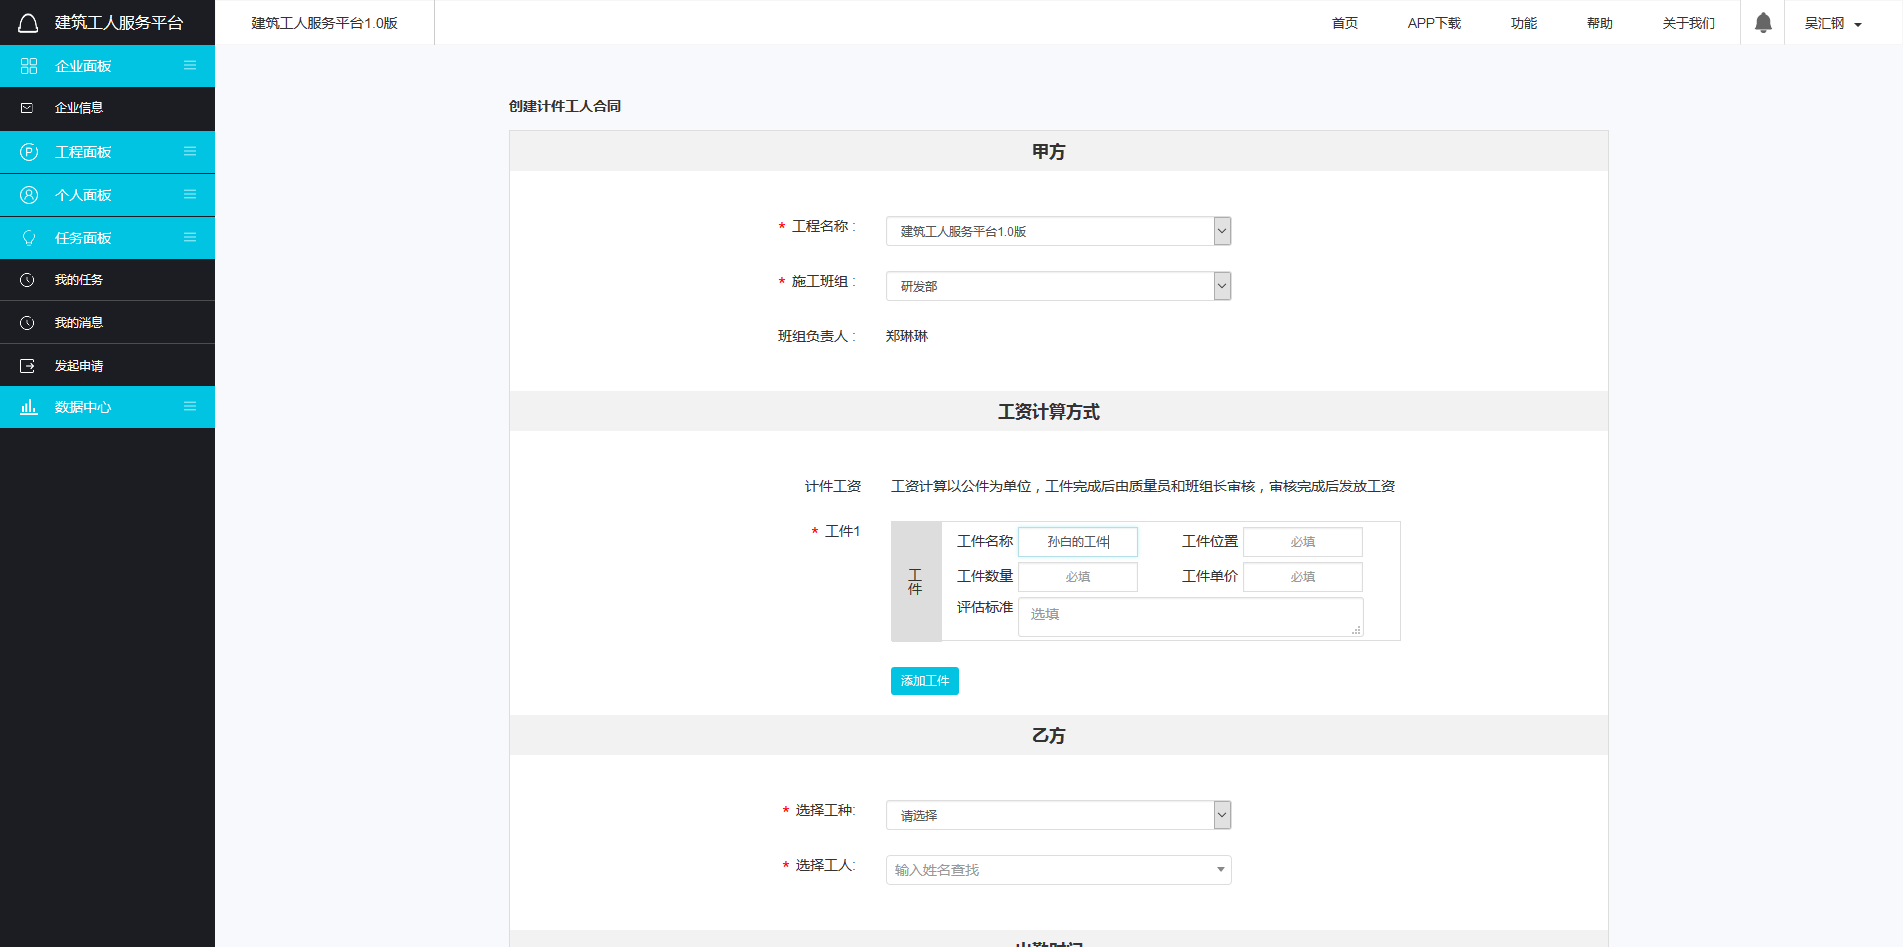 建筑工人服务平台
建筑工人服务平台1.0版
首页
APP下载
功能
帮助
关于我们
吴汇钢
企业面板
企业信息
工程面板
个人面板
任务面板
我的任务
我的消息
发起申请
数据中心
创建计件工人合同
甲方
* 工程名称 : 建筑工人服务平台1.0版
* 施工班组 : 研发部
班组负责人 : 郑琳琳
工资计算方式
计件工资 工资计算以公件为单位，工件完成后由质量员和班组长审核，审核完成后发放工资
* 工件1
工件
工件名称 孙白的工件 工件位置 必填
工件数量 必填 工件单价 必填
评估标准 选填
添加工件
乙方
* 选择工种: 请选择
* 选择工人: 输入姓名查找
出勤时间